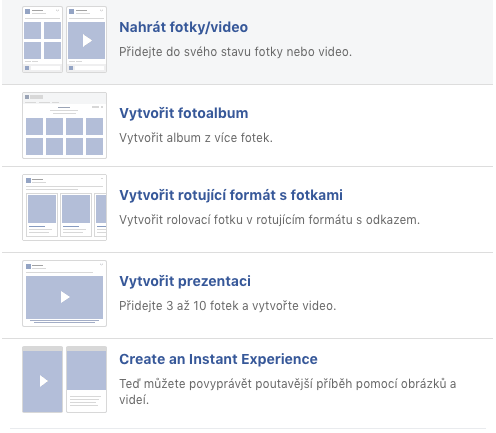 Nahrát fotky/video
Přidejte do svého stavu fotky nebo video.
Vytvořit fotoalbum
Vytvořit album z více fotek.
Vytvořit rotující formát s fotkami
Vytvořit rolovací fotku v rotujícím formátu s odkazem.
Vytvořit prezentaci
Přidejte 3 až 10 fotek a vytvořte video.
Create an Instant Experience
Teď můžete povyprávět poutavější příběh pomocí obrázků a
videí.